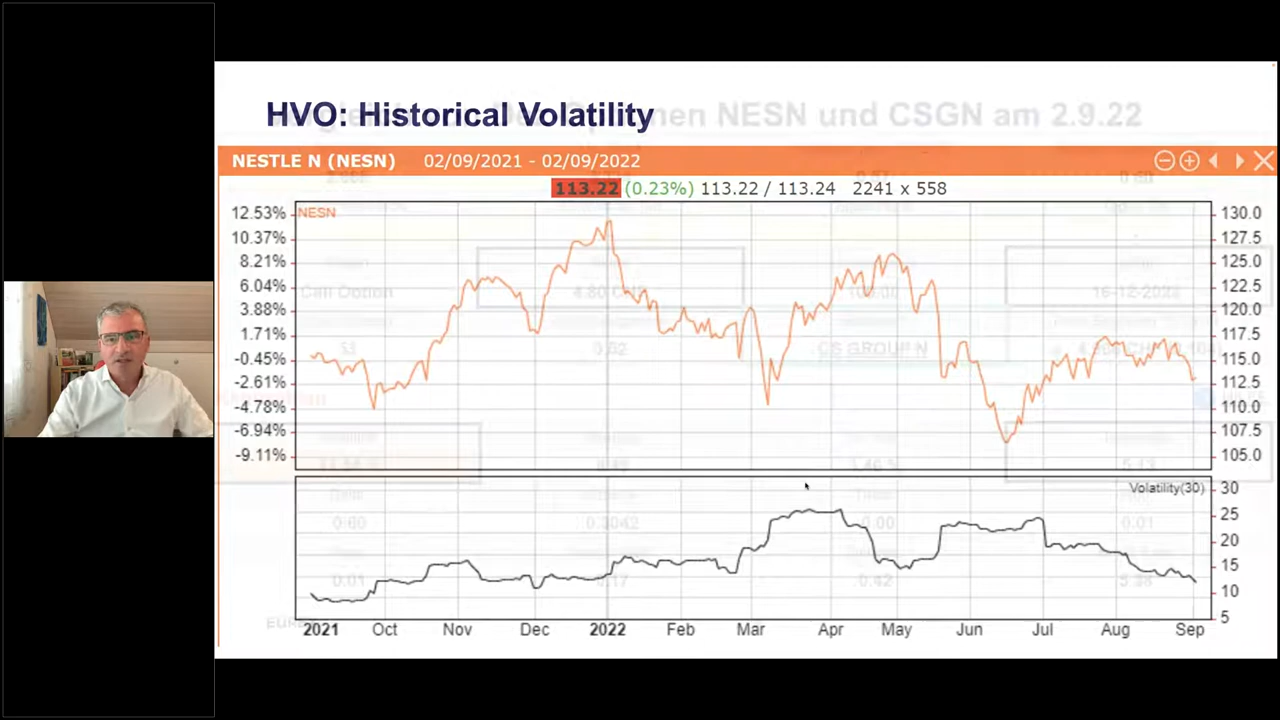 HVO: Historical Volatility
NESN und CSGN am 2.9.22
NESTLE N (NESN) 02/09/2021 - 02/09/2022
113.22 (0.23%) 113.22 / 113.24 2241 x 558
12.53% NESN 130.0
10.37% 127.5
8.21% 125.0
6.04% 122.5
3.88% 120.0
1.71% 117.5
-0.45% 115.0
-2.61% 112.5
-4.78% 110.0
-6.94% 107.5
-9.11% 105.0
Volatility(30) 30
25
20
15
10
5
2021 Oct Nov Dec 2022 Feb Mar Apr May Jun Jul Aug Sep